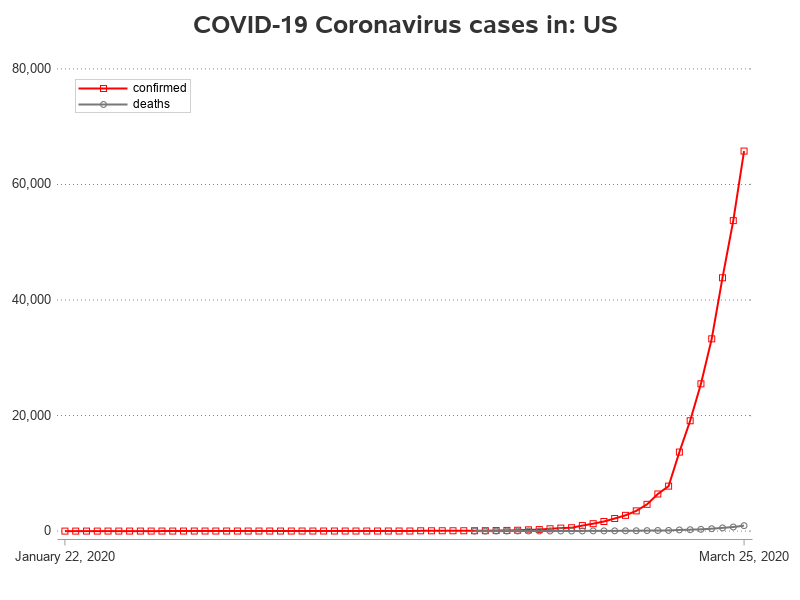 COVID-19 Coronavirus cases in: US
80,000
confirmed
deaths
60,000
40,000
20,000
0
January 22, 2020
March 25, 2020